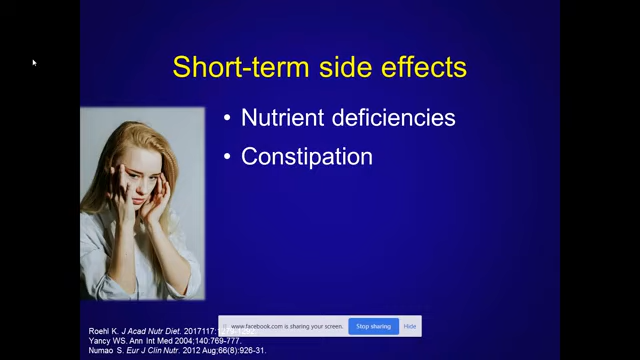 Short-term side effects
• Nutrient deficiencies
• Constipation
www.facebook.com is sharing your screen.
Stop sharing
Hide
Roehl K. J Acad Nutr Diet. 2017117:
Yancy WS. Ann Int Med 2004;140:769-777.
Numao S. Eur J Clin Nutr. 2012 Aug;66(8):926-31.